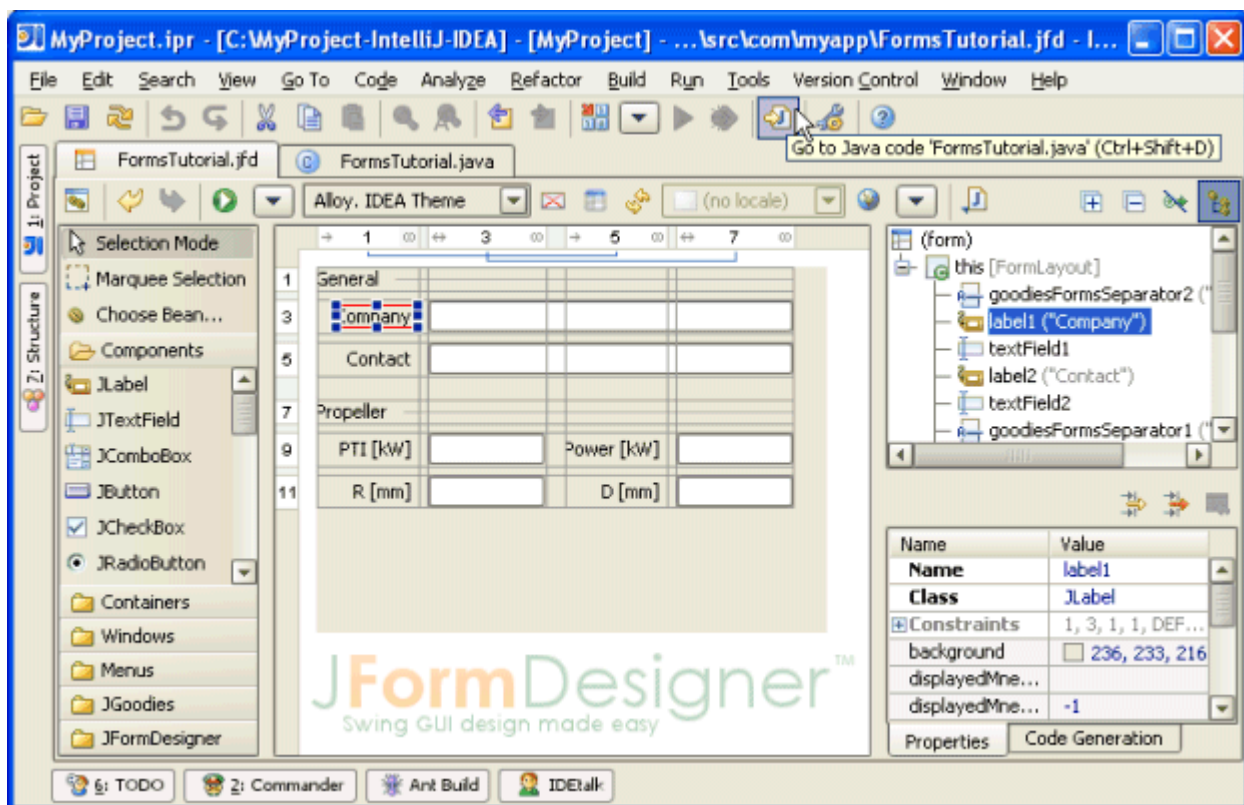 MyProject.ipr - [C:\MyProject-IntelliJ-IDEA] - [MyProject] - ...\src\com\myapp\FormsTutorial.jfd - I...
File Edit Search View Go To Code Analyze Refactor Build Run Tools Version Control Window Help
Go to Java code 'FormsTutorial.java' (Ctrl+Shift+D)
1: Project
Z: Structure
FormsTutorial.jfd
FormsTutorial.java
Alloy. IDEA Theme
(no locale)
Selection Mode
Marquee Selection
Choose Bean...
Components
JLabel
JTextField
JComboBox
JButton
JCheckBox
JRadioButton
Containers
Windows
Menus
JGoodies
JFormDesigner
1 3 5 7
1 General
3 Company
5 Contact
7 Propeller
9 PTI [kW] Power [kW]
11 R [mm] D [mm]
JFormDesigner™
Swing GUI design made easy
(form)
this [FormLayout]
goodiesFormsSeparator2 ("
label1 ("Company")
textField1
label2 ("Contact")
textField2
goodiesFormsSeparator1 ("
Name Value
Name label1
Class JLabel
Constraints 1, 3, 1, 1, DEF...
background 236, 233, 216
displayedMne...
displayedMne... -1
Properties Code Generation
6: TODO 2: Commander Ant Build IDEtalk